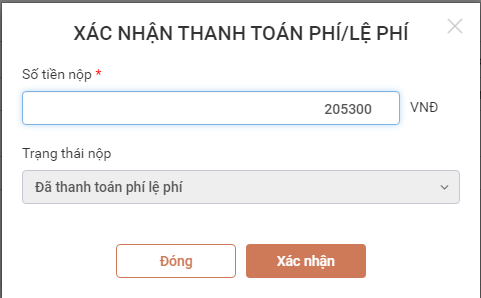 XÁC NHẬN THANH TOÁN PHÍ/LỆ PHÍ
Số tiền nộp *
205300 VNĐ
Trạng thái nộp
Đã thanh toán phí lệ phí
Đóng Xác nhận